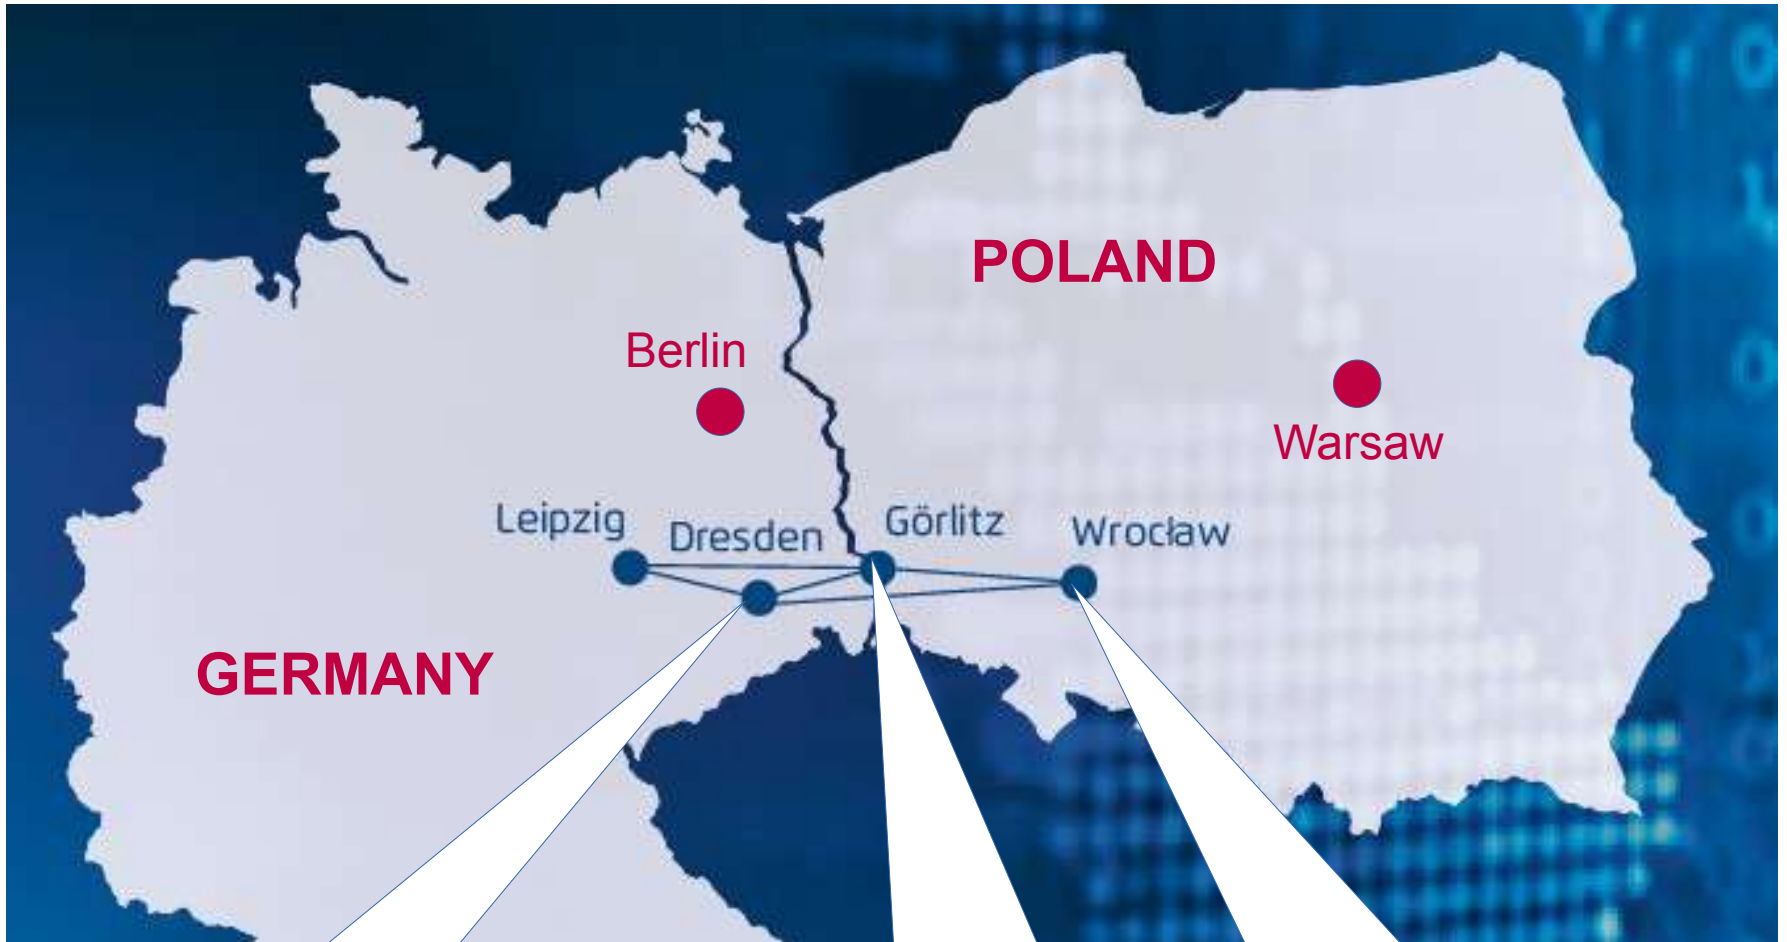 POLAND
Berlin
Warsaw
Leipzig
Dresden
Görlitz
Wrocław
GERMANY